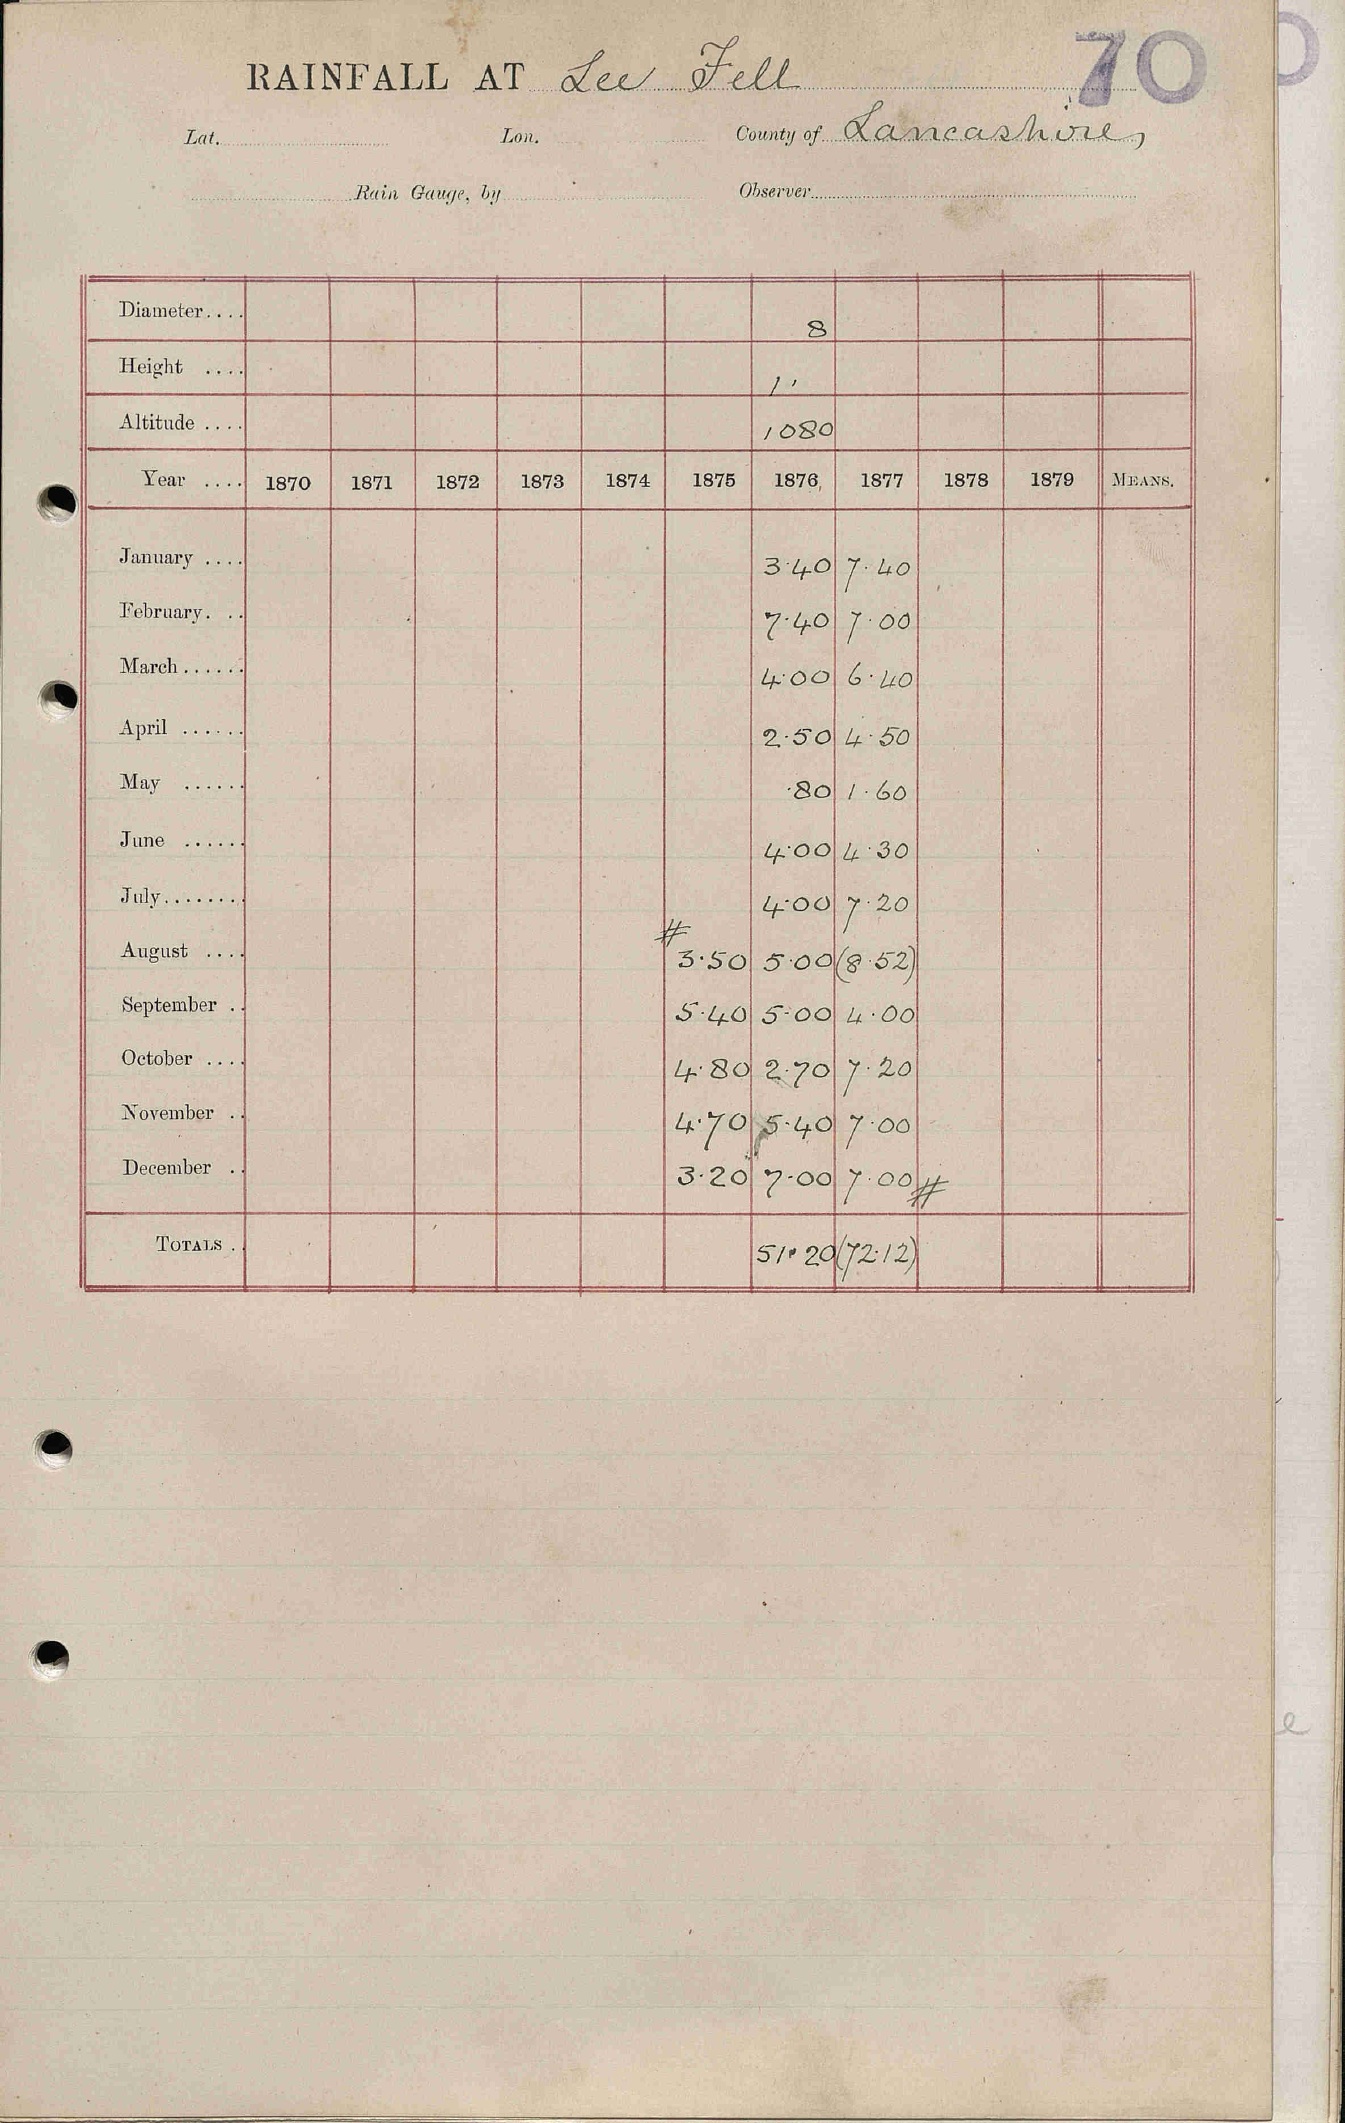 70
RAINFALL AT Lee Fell
Lat. Lon. County of Lancashire,
Rain Gauge, by Observer
Diameter.... 8
Height .... 1'
Altitude .... 1080
Year .... 1870 1871 1872 1873 1874 1875 1876 1877 1878 1879 MEANS.
January .... 3.40 7.40
February. .. 7.40 7.00
March...... 4.00 6.40
April ...... 2.50 4.50
May ...... .80 1.60
June ...... 4.00 4.30
July........ 4.00 7.20
August .... # 3.50 5.00 (8.52)
September .. 5.40 5.00 4.00
October .... 4.80 2.70 7.20
November .. 4.70 5.40 7.00
December .. 3.20 7.00 7.00 #
TOTALS .. 51.20 (72.12)